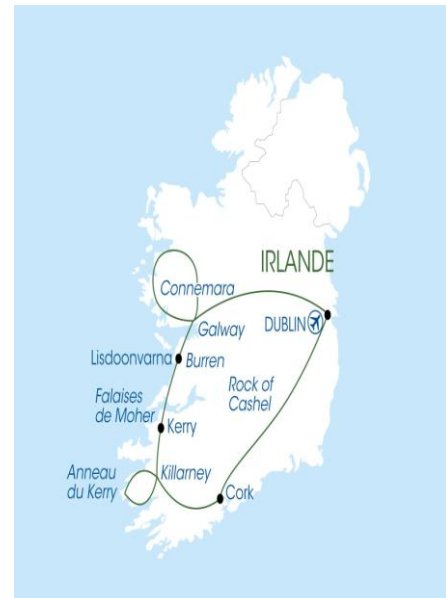 IRLANDE
Connemara
Galway
DUBLIN
Lisdoonvarna
Burren
Rock of
Cashel
Falaises
de Moher
Kerry
Anneau
du Kerry
Killarney
Cork